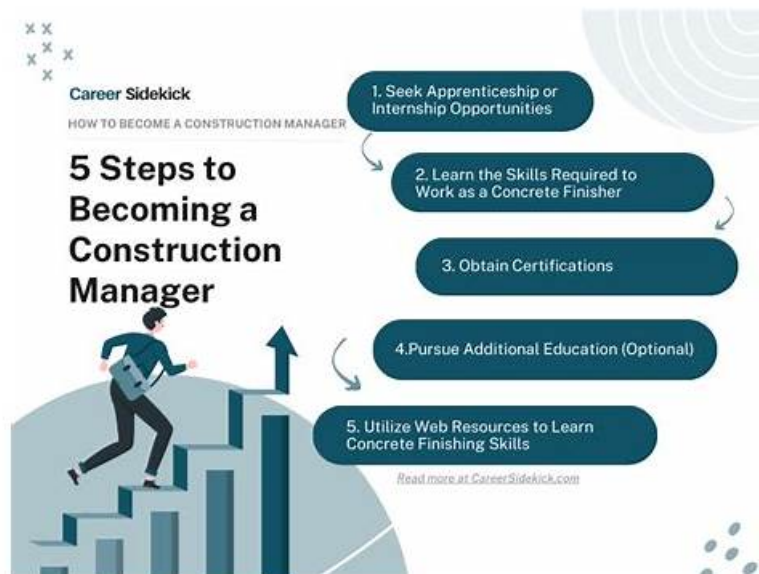 Career Sidekick
HOW TO BECOME A CONSTRUCTION MANAGER
5 Steps to
Becoming a
Construction
Manager
1. Seek Apprenticeship or
Internship Opportunities
2. Learn the Skills Required to
Work as a Concrete Finisher
3. Obtain Certifications
4.Pursue Additional Education (Optional)
5. Utilize Web Resources to Learn
Concrete Finishing Skills
Read more at CareerSidekick.com